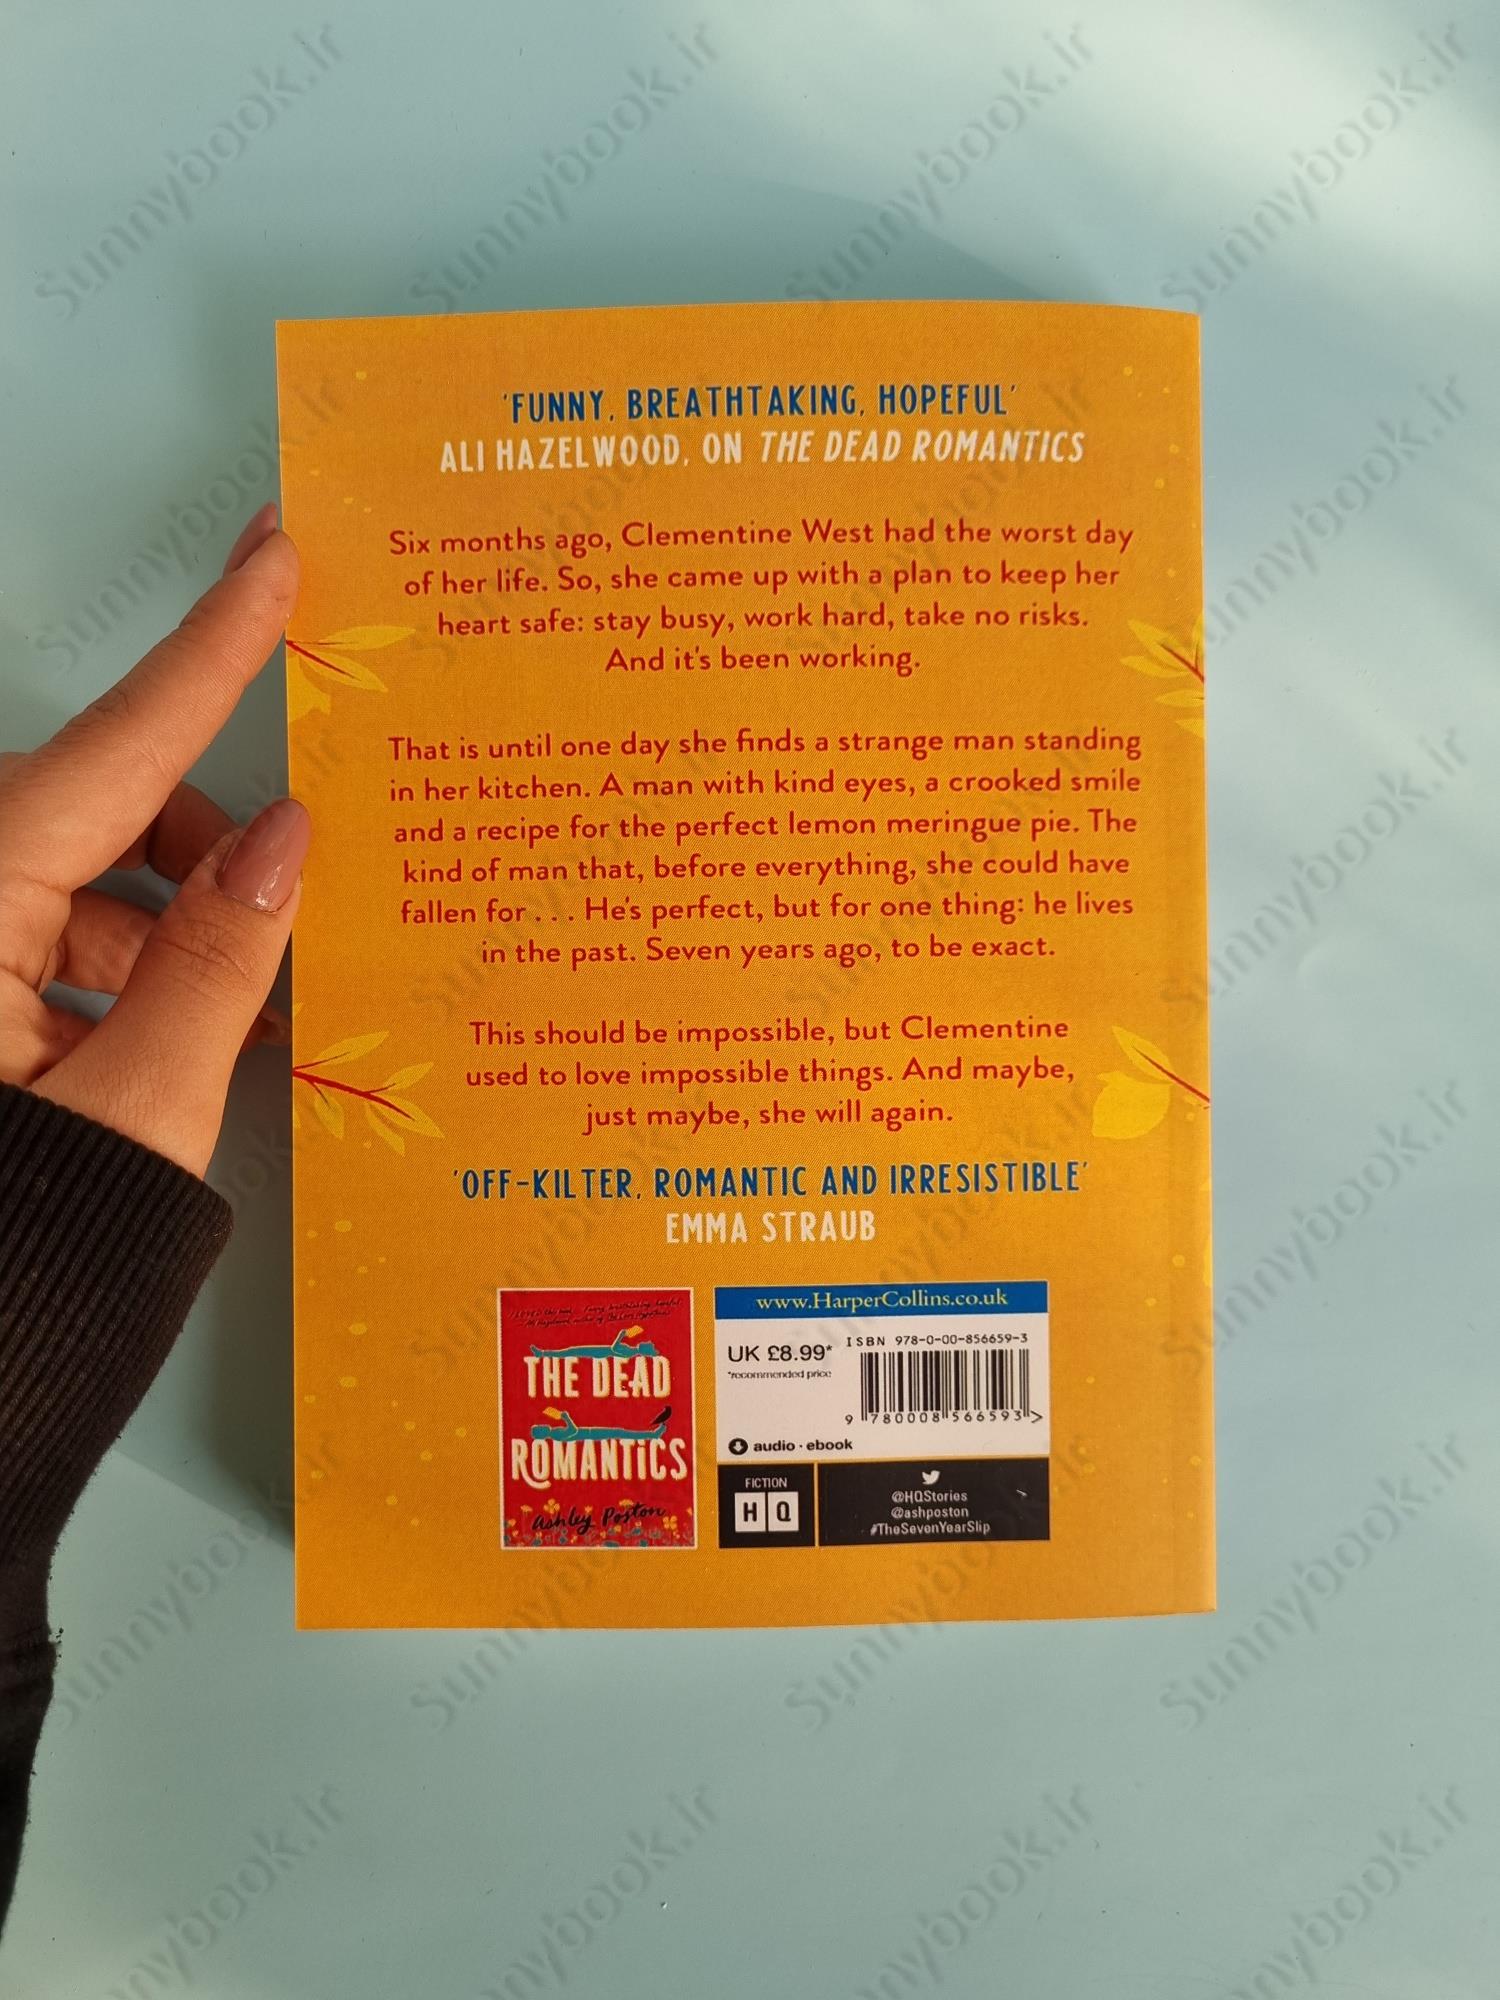 'FUNNY, BREATHTAKING, HOPEFUL'
ALI HAZELWOOD, ON THE DEAD ROMANTICS
Six months ago, Clementine West had the worst day
of her life. So, she came up with a plan to keep her
heart safe: stay busy, work hard, take no risks.
And it's been working.
That is until one day she finds a strange man standing
in her kitchen. A man with kind eyes, a crooked smile
and a recipe for the perfect lemon meringue pie. The
kind of man that, before everything, she could have
fallen for . . . He's perfect, but for one thing: he lives
in the past. Seven years ago, to be exact.
This should be impossible, but Clementine
used to love impossible things. And maybe,
just maybe, she will again.
'OFF-KILTER, ROMANTIC AND IRRESISTIBLE'
EMMA STRAUB
THE DEAD
ROMANTICS
Ashley Poston
www.HarperCollins.co.uk
UK £8.99*
*recommended price
ISBN 978-0-00-856659-3
9 780008 566593 >
audio · ebook
FICTION
HQ
@HQStories
@ashposton
#TheSevenYearSlip
Sunnybook.ir